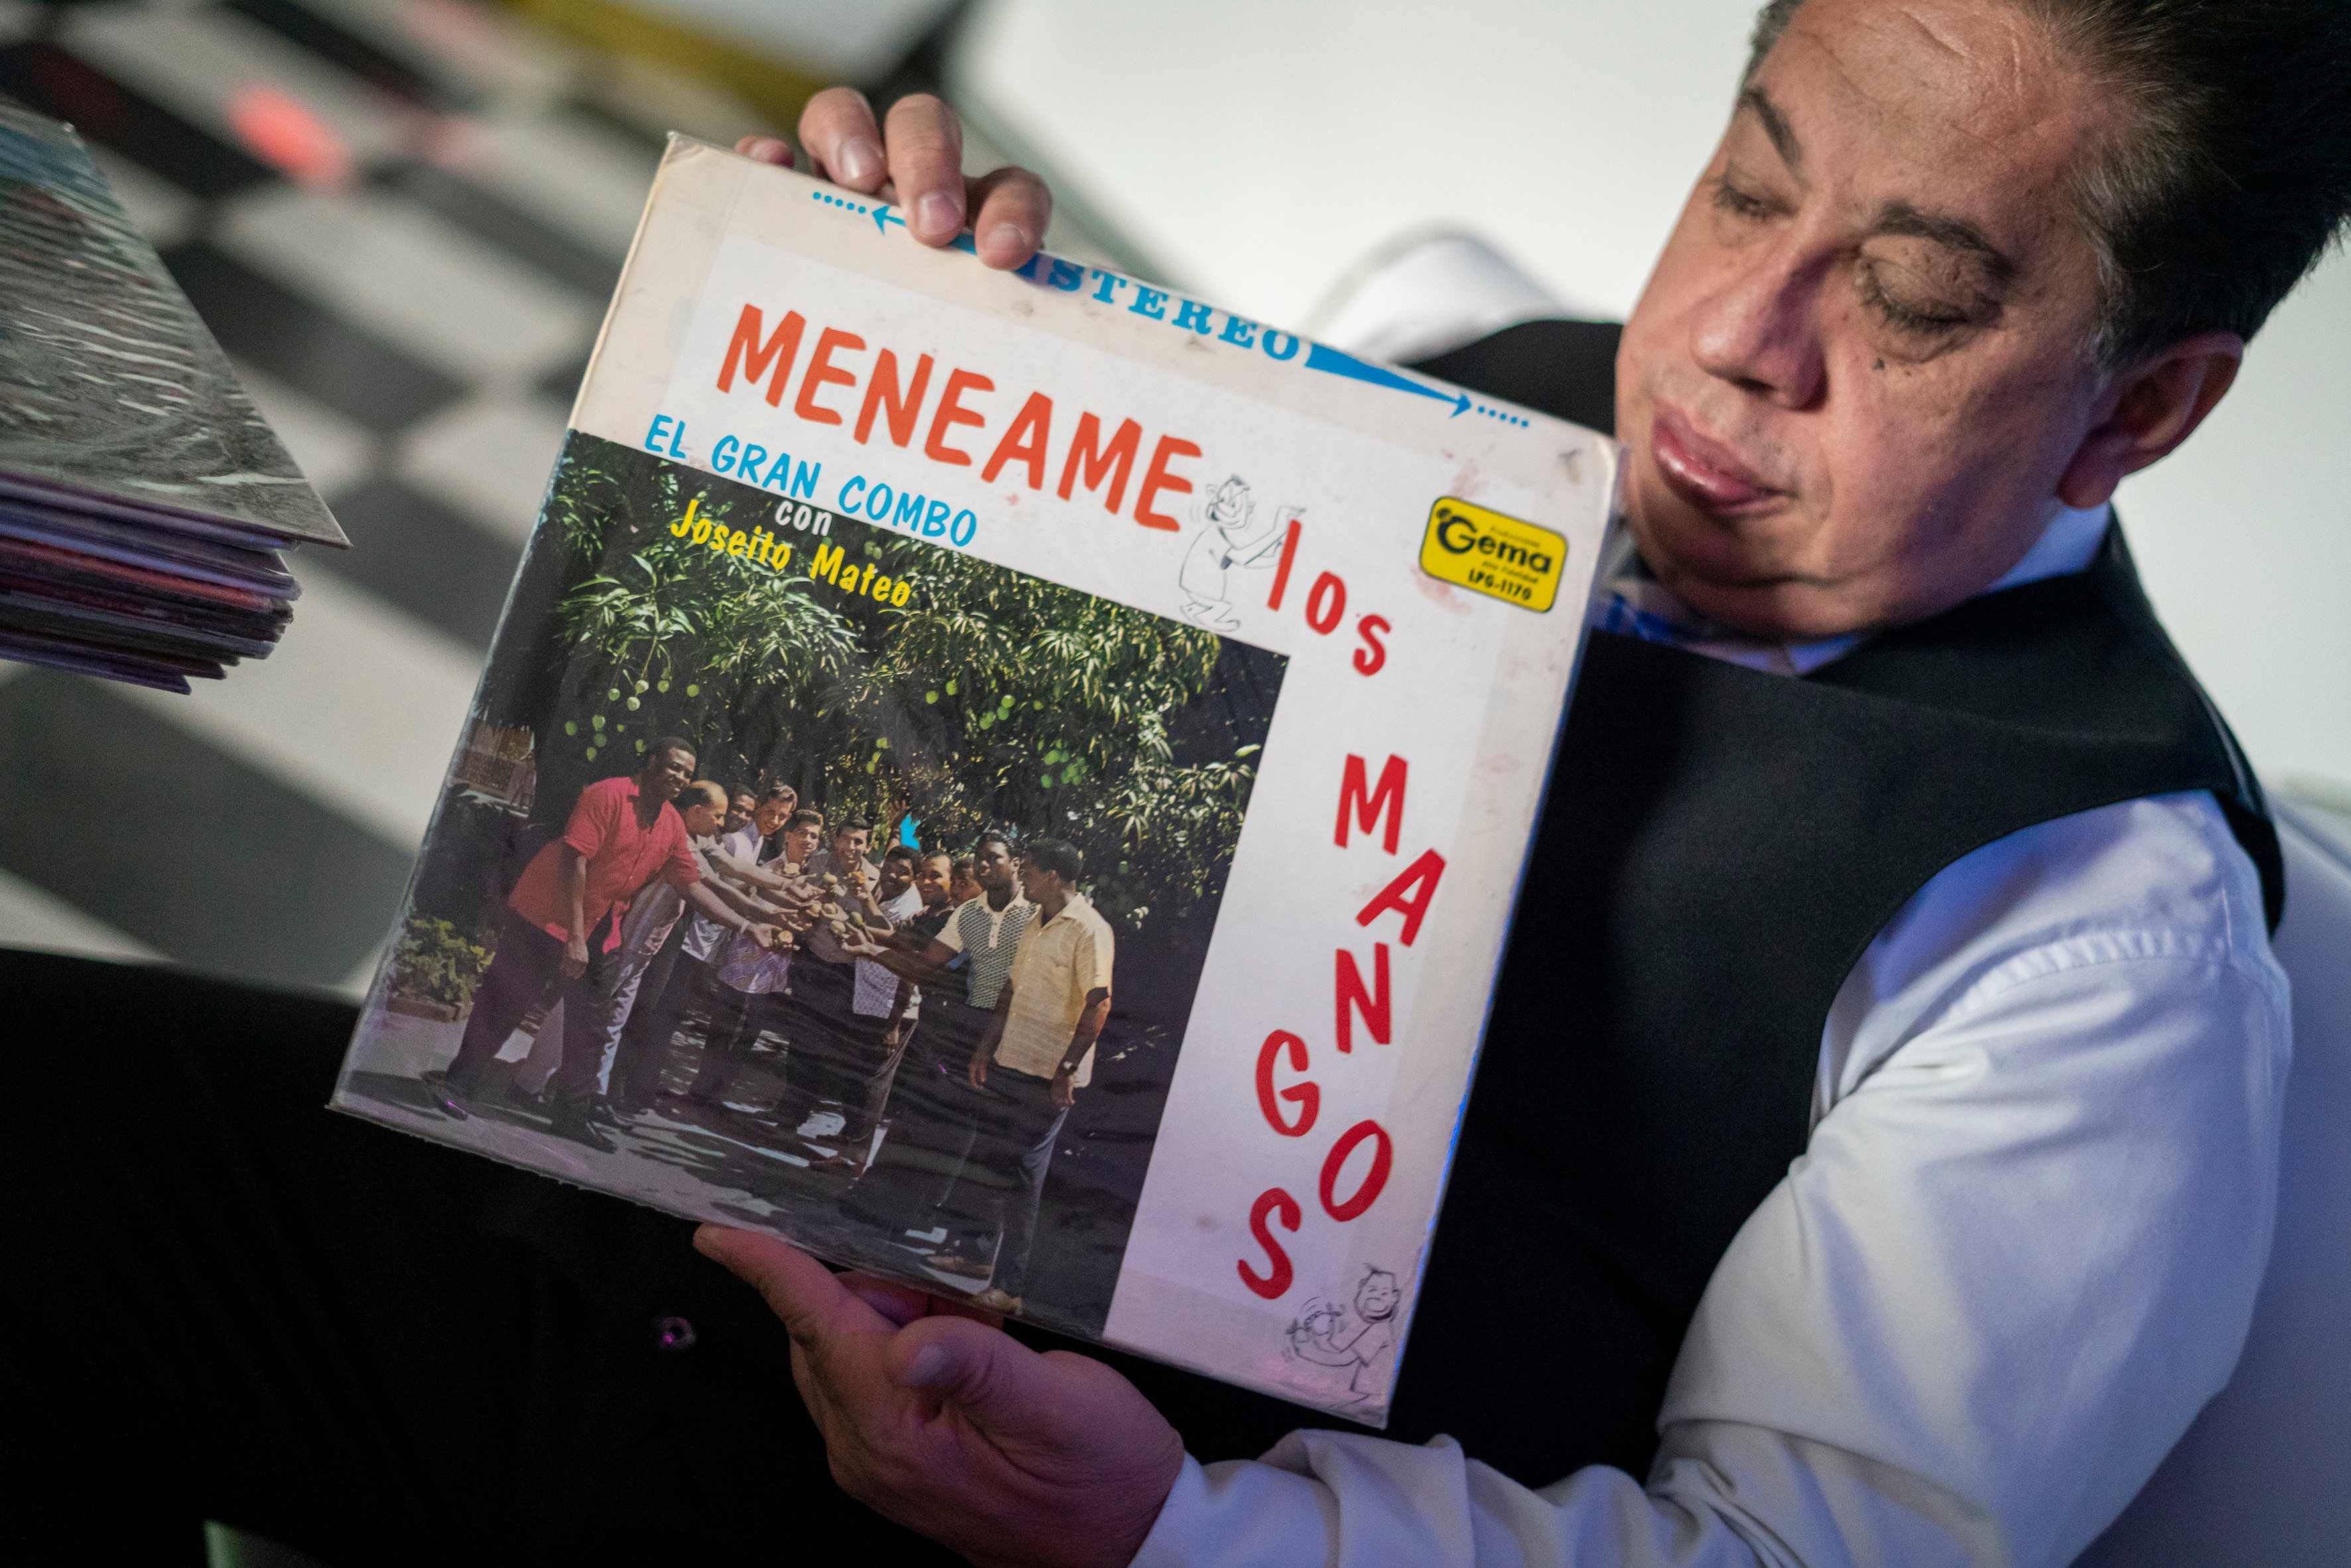 STEREO
MENEAME
los
MANGOS
EL GRAN COMBO
con
Joseito Mateo
Gema
LPG-1170